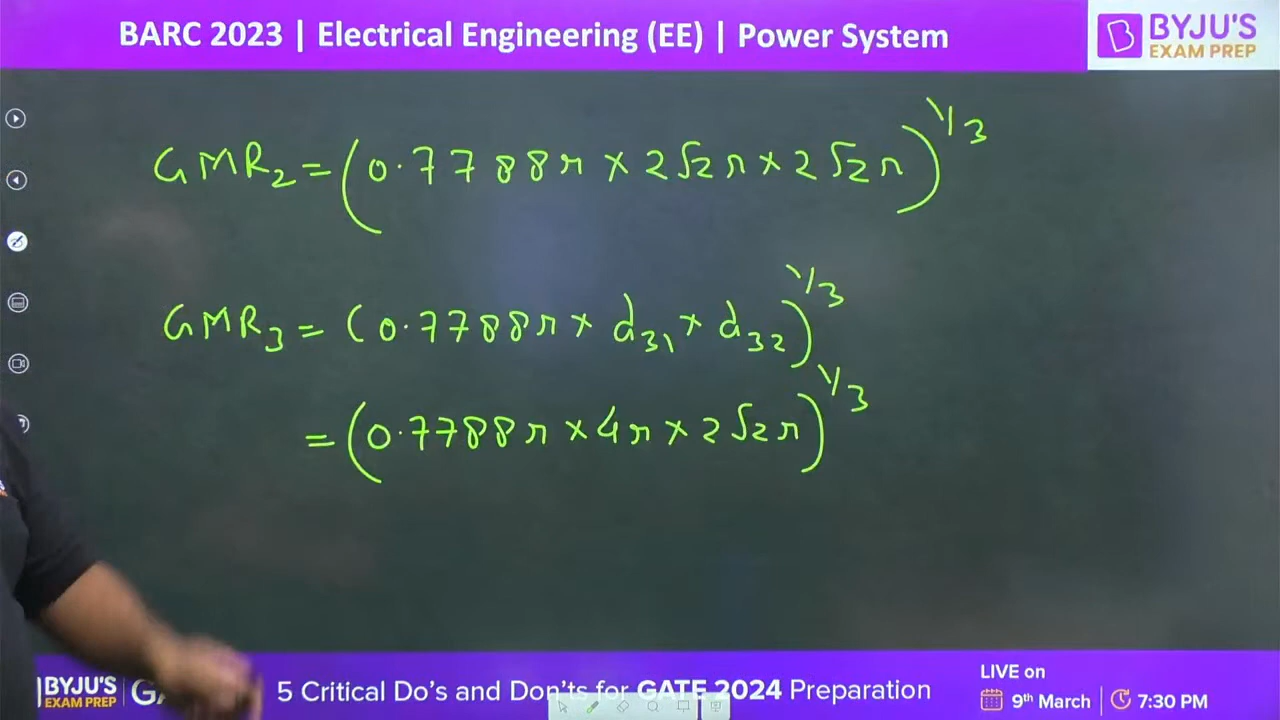 BARC 2023 | Electrical Engineering (EE) | Power System
BYJU'S
EXAM PREP
GMR₂ = (0.7788r × 2√2r × 2√2r)^1/3
GMR₃ = (0.7788r × d₃₁ × d₃₂)^1/3
= (0.7788r × 4r × 2√2r)^1/3
BYJU'S
EXAM PREP
5 Critical Do's and Don'ts for GATE 2024 Preparation
LIVE on
9th March
7:30 PM